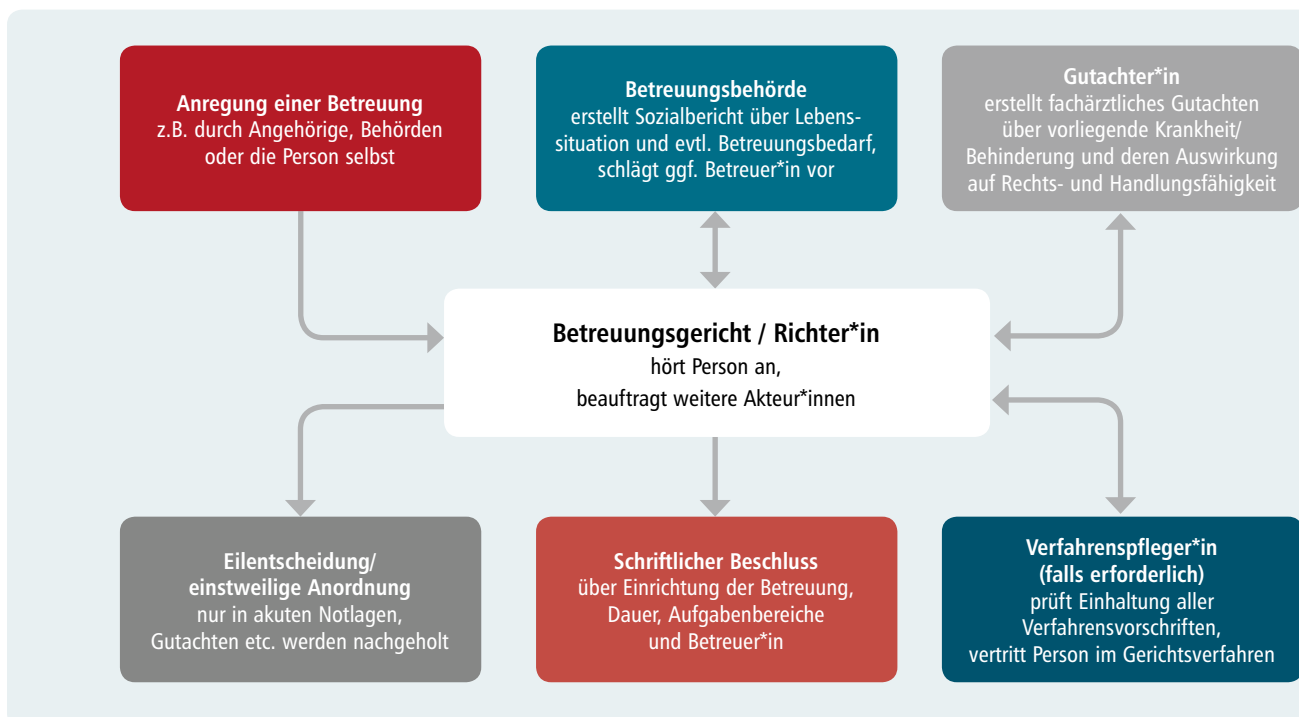 Anregung einer Betreuung
z.B. durch Angehörige, Behörden
oder die Person selbst
Betreuungsbehörde
erstellt Sozialbericht über Lebens-
situation und evtl. Betreuungsbedarf,
schlägt ggf. Betreuer*in vor
Gutachter*in
erstellt fachärztliches Gutachten
über vorliegende Krankheit/
Behinderung und deren Auswirkung
auf Rechts- und Handlungsfähigkeit
Betreuungsgericht / Richter*in
hört Person an,
beauftragt weitere Akteur*innen
Eilentscheidung/
einstweilige Anordnung
nur in akuten Notlagen,
Gutachten etc. werden nachgeholt
Schriftlicher Beschluss
über Einrichtung der Betreuung,
Dauer, Aufgabenbereiche
und Betreuer*in
Verfahrenspfleger*in
(falls erforderlich)
prüft Einhaltung aller
Verfahrensvorschriften,
vertritt Person im Gerichtsverfahren